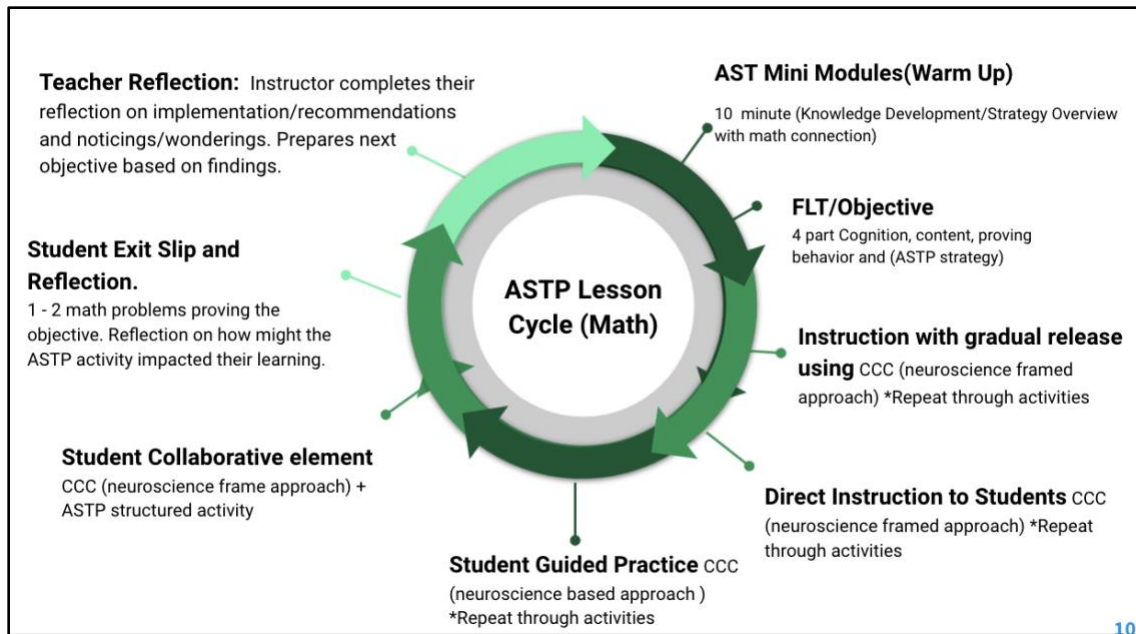 Teacher Reflection: Instructor completes their
reflection on implementation/recommendations
and noticings/wonderings. Prepares next
objective based on findings.
AST Mini Modules(Warm Up)
10 minute (Knowledge Development/Strategy Overview
with math connection)
FLT/Objective
4 part Cognition, content, proving
behavior and (ASTP strategy)
Instruction with gradual release
using CCC (neuroscience framed
approach) *Repeat through activities
Direct Instruction to Students CCC
(neuroscience framed approach) *Repeat
through activities
Student Guided Practice CCC
(neuroscience based approach )
*Repeat through activities
Student Collaborative element
CCC (neuroscience frame approach) +
ASTP structured activity
Student Exit Slip and
Reflection.
1 - 2 math problems proving the
objective. Reflection on how might the
ASTP activity impacted their learning.
ASTP Lesson
Cycle (Math)
10